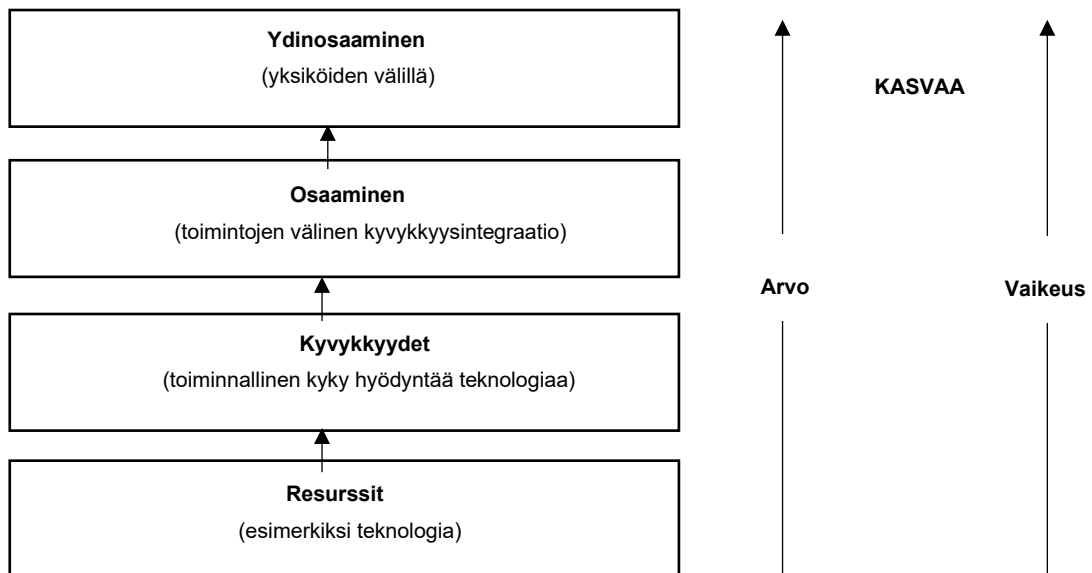 Ydinosaaminen
(yksiköiden välillä)
KASVAA
Osaaminen
(toimintojen välinen kyvykkyysintegraatio)
Arvo
Vaikeus
Kyvykkyydet
(toiminnallinen kyky hyödyntää teknologiaa)
Resurssit
(esimerkiksi teknologia)